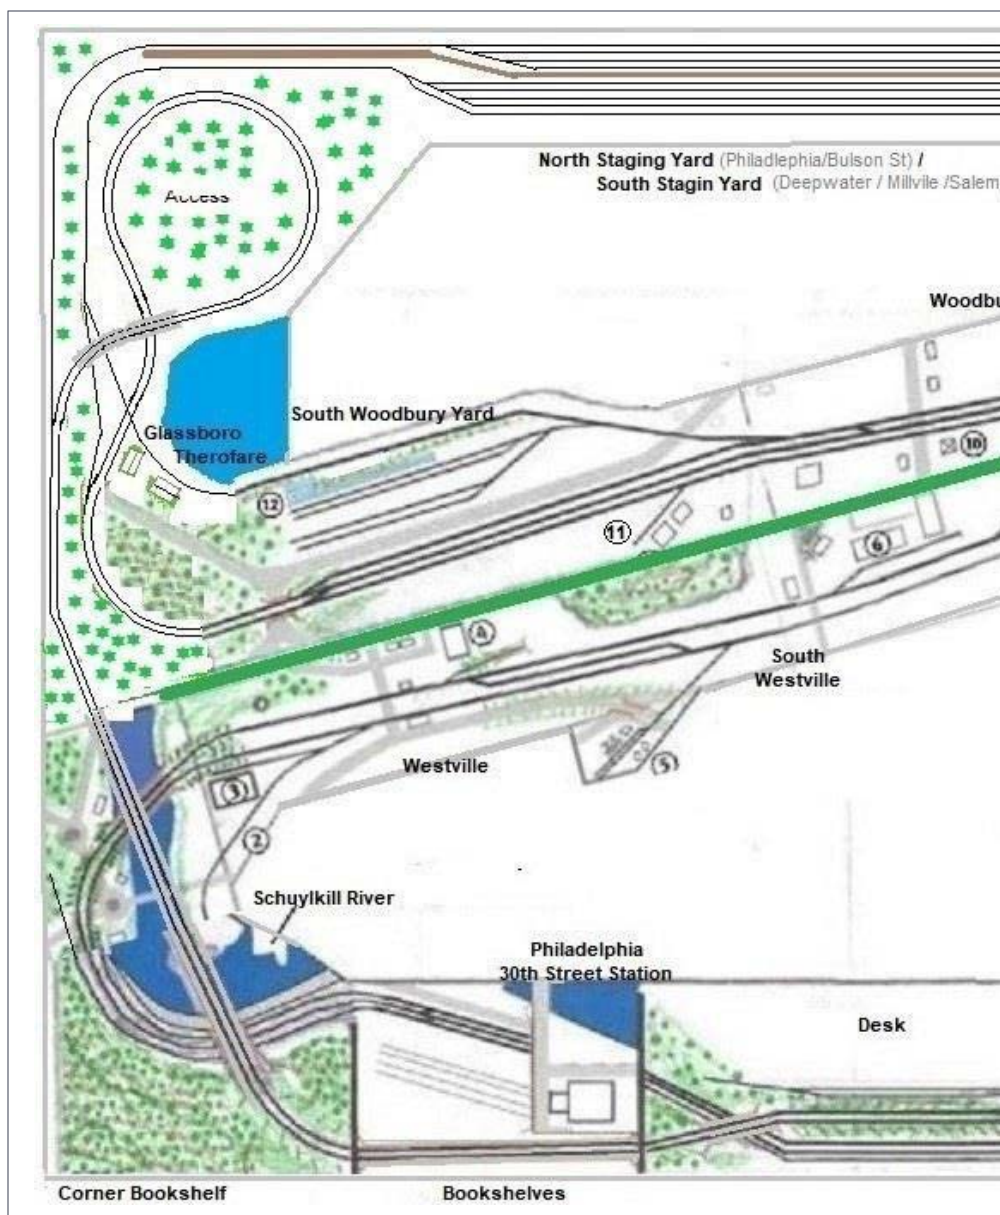 North Staging Yard (Philadlephia/Bulson St) /
South Stagin Yard (Deepwater / Millvile /Salem
Access
Woodbu
South Woodbury Yard
Glassboro
Therofare
10
12
11
6
4
South
Westville
Westville
5
3
2
Schuylkill River
Philadelphia
30th Street Station
Desk
Corner Bookshelf
Bookshelves